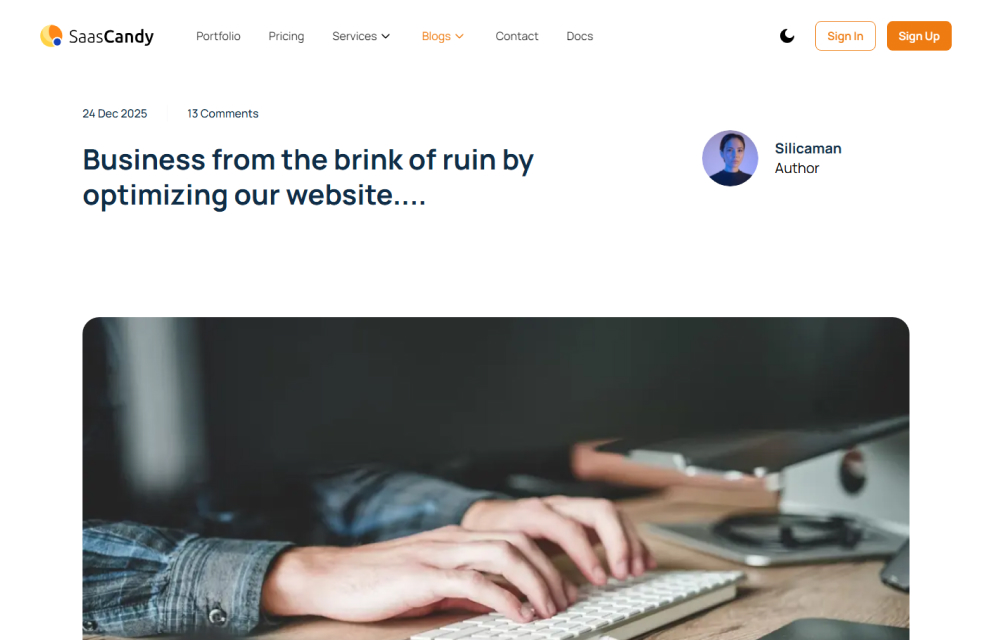 SaasCandy
Portfolio
Pricing
Services
Blogs
Contact
Docs
Sign In
Sign Up
24 Dec 2025
13 Comments
Business from the brink of ruin by
optimizing our website....
Silicaman
Author